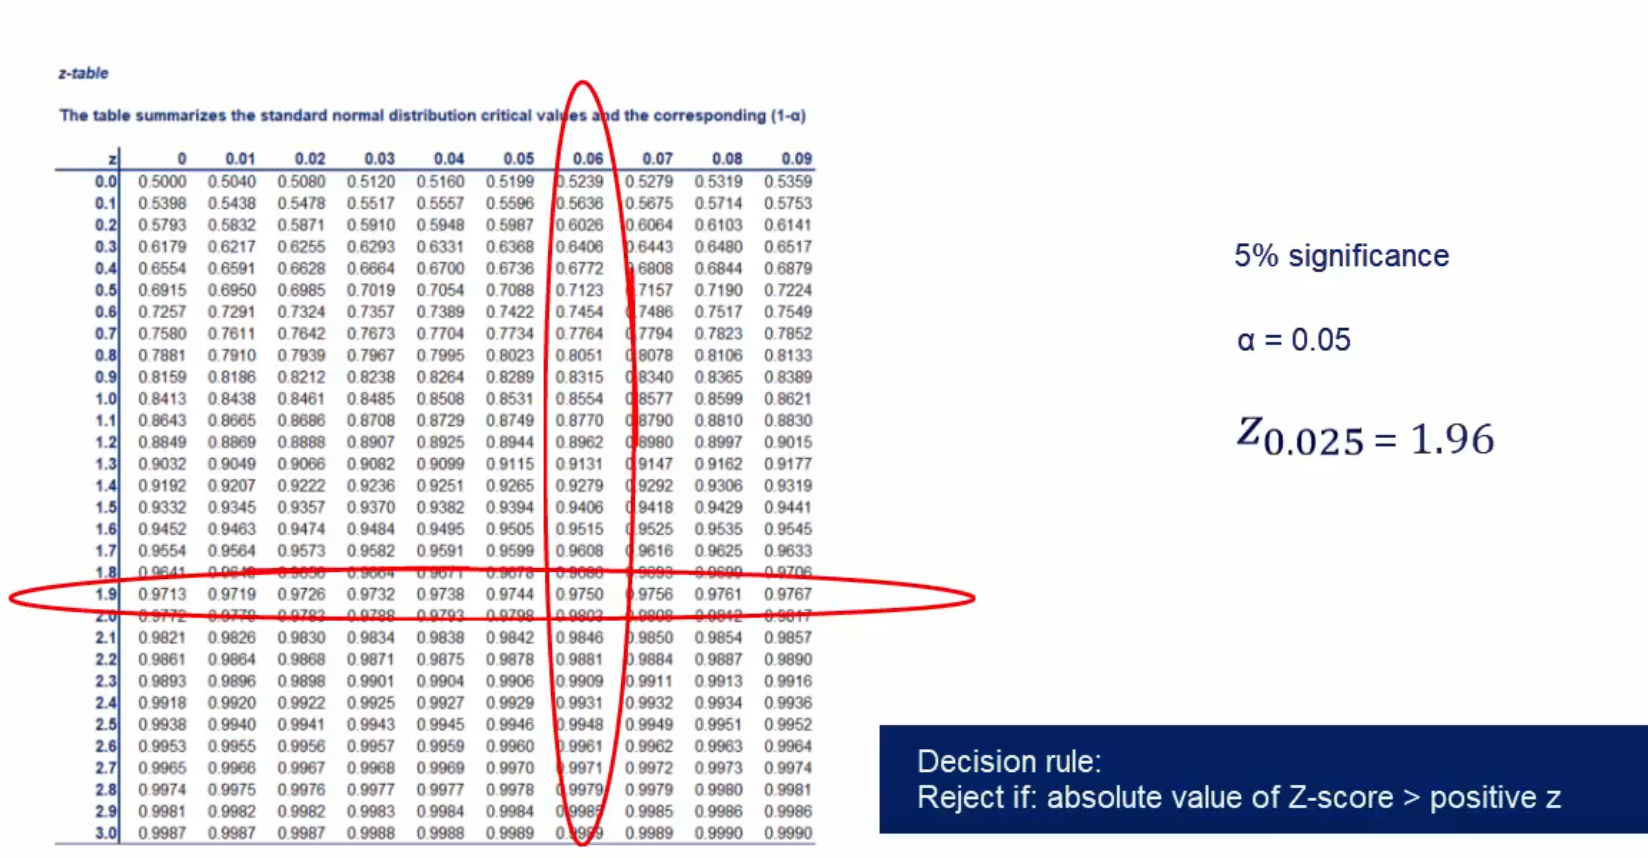 z-table
The table summarizes the standard normal distribution critical values and the corresponding (1-α)
z 0 0.01 0.02 0.03 0.04 0.05 0.06 0.07 0.08 0.09
0.0 0.5000 0.5040 0.5080 0.5120 0.5160 0.5199 0.5239 0.5279 0.5319 0.5359
0.1 0.5398 0.5438 0.5478 0.5517 0.5557 0.5596 0.5636 0.5675 0.5714 0.5753
0.2 0.5793 0.5832 0.5871 0.5910 0.5948 0.5987 0.6026 0.6064 0.6103 0.6141
0.3 0.6179 0.6217 0.6255 0.6293 0.6331 0.6368 0.6406 0.6443 0.6480 0.6517
0.4 0.6554 0.6591 0.6628 0.6664 0.6700 0.6736 0.6772 0.6808 0.6844 0.6879
0.5 0.6915 0.6950 0.6985 0.7019 0.7054 0.7088 0.7123 0.7157 0.7190 0.7224
0.6 0.7257 0.7291 0.7324 0.7357 0.7389 0.7422 0.7454 0.7486 0.7517 0.7549
0.7 0.7580 0.7611 0.7642 0.7673 0.7704 0.7734 0.7764 0.7794 0.7823 0.7852
0.8 0.7881 0.7910 0.7939 0.7967 0.7995 0.8023 0.8051 0.8078 0.8106 0.8133
0.9 0.8159 0.8186 0.8212 0.8238 0.8264 0.8289 0.8315 0.8340 0.8365 0.8389
1.0 0.8413 0.8438 0.8461 0.8485 0.8508 0.8531 0.8554 0.8577 0.8599 0.8621
1.1 0.8643 0.8665 0.8686 0.8708 0.8729 0.8749 0.8770 0.8790 0.8810 0.8830
1.2 0.8849 0.8869 0.8888 0.8907 0.8925 0.8944 0.8962 0.8980 0.8997 0.9015
1.3 0.9032 0.9049 0.9066 0.9082 0.9099 0.9115 0.9131 0.9147 0.9162 0.9177
1.4 0.9192 0.9207 0.9222 0.9236 0.9251 0.9265 0.9279 0.9292 0.9306 0.9319
1.5 0.9332 0.9345 0.9357 0.9370 0.9382 0.9394 0.9406 0.9418 0.9429 0.9441
1.6 0.9452 0.9463 0.9474 0.9484 0.9495 0.9505 0.9515 0.9525 0.9535 0.9545
1.7 0.9554 0.9564 0.9573 0.9582 0.9591 0.9599 0.9608 0.9616 0.9625 0.9633
1.8 0.9641 0.9649 0.9656 0.9664 0.9671 0.9678 0.9686 0.9693 0.9699 0.9706
1.9 0.9713 0.9719 0.9726 0.9732 0.9738 0.9744 0.9750 0.9756 0.9761 0.9767
2.0 0.9772 0.9778 0.9783 0.9788 0.9793 0.9798 0.9803 0.9808 0.9812 0.9817
2.1 0.9821 0.9826 0.9830 0.9834 0.9838 0.9842 0.9846 0.9850 0.9854 0.9857
2.2 0.9861 0.9864 0.9868 0.9871 0.9875 0.9878 0.9881 0.9884 0.9887 0.9890
2.3 0.9893 0.9896 0.9898 0.9901 0.9904 0.9906 0.9909 0.9911 0.9913 0.9916
2.4 0.9918 0.9920 0.9922 0.9925 0.9927 0.9929 0.9931 0.9932 0.9934 0.9936
2.5 0.9938 0.9940 0.9941 0.9943 0.9945 0.9946 0.9948 0.9949 0.9951 0.9952
2.6 0.9953 0.9955 0.9956 0.9957 0.9959 0.9960 0.9961 0.9962 0.9963 0.9964
2.7 0.9965 0.9966 0.9967 0.9968 0.9969 0.9970 0.9971 0.9972 0.9973 0.9974
2.8 0.9974 0.9975 0.9976 0.9977 0.9977 0.9978 0.9979 0.9979 0.9980 0.9981
2.9 0.9981 0.9982 0.9982 0.9983 0.9984 0.9984 0.9985 0.9985 0.9986 0.9986
3.0 0.9987 0.9987 0.9987 0.9988 0.9988 0.9989 0.9989 0.9989 0.9990 0.9990
5% significance
α = 0.05
Z0.025 = 1.96
Decision rule:
Reject if: absolute value of Z-score > positive z